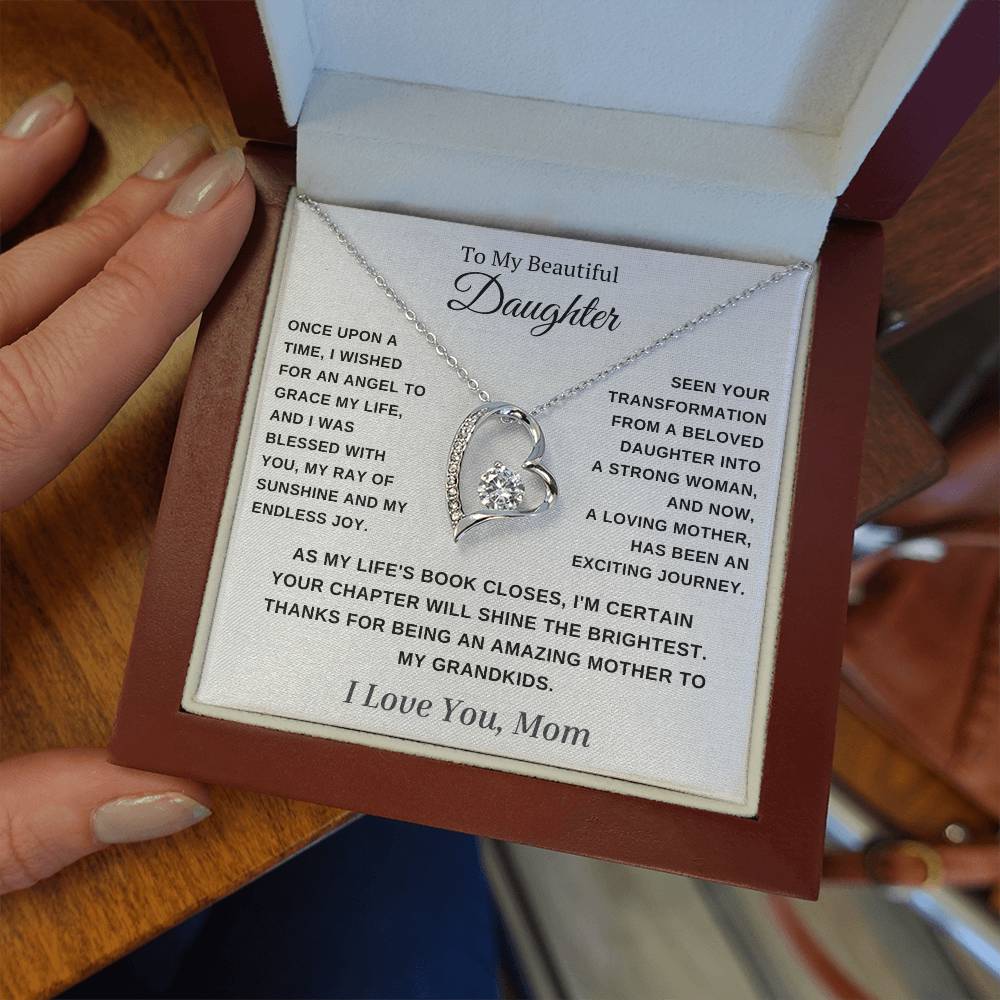 To My Beautiful
Daughter
ONCE UPON A
TIME, I WISHED
FOR AN ANGEL TO
GRACE MY LIFE,
AND I WAS
BLESSED WITH
YOU, MY RAY OF
SUNSHINE AND MY
ENDLESS JOY.
SEEN YOUR
TRANSFORMATION
FROM A BELOVED
DAUGHTER INTO
A STRONG WOMAN,
AND NOW,
A LOVING MOTHER,
HAS BEEN AN
EXCITING JOURNEY.
AS MY LIFE'S BOOK CLOSES, I'M CERTAIN
YOUR CHAPTER WILL SHINE THE BRIGHTEST.
THANKS FOR BEING AN AMAZING MOTHER TO
MY GRANDKIDS.
I Love You, Mom